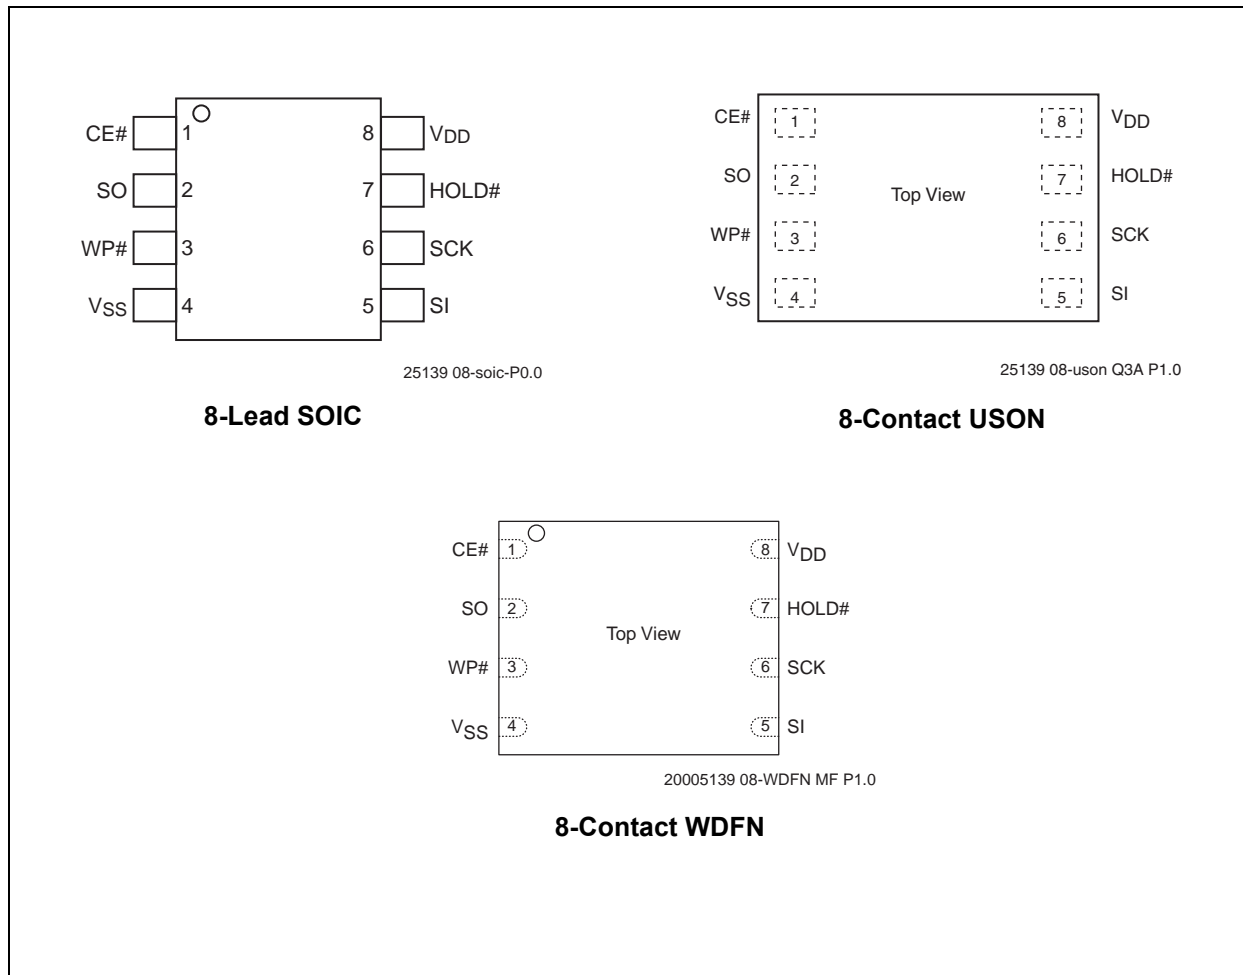 CE# 1 8 VDD
SO 2 7 HOLD#
WP# 3 6 SCK
VSS 4 5 SI
25139 08-soic-P0.0
8-Lead SOIC
CE# 1 8 VDD
SO 2 Top View 7 HOLD#
WP# 3 6 SCK
VSS 4 5 SI
25139 08-uson Q3A P1.0
8-Contact USON
CE# 1 8 VDD
SO 2 7 HOLD#
Top View
WP# 3 6 SCK
VSS 4 5 SI
20005139 08-WDFN MF P1.0
8-Contact WDFN